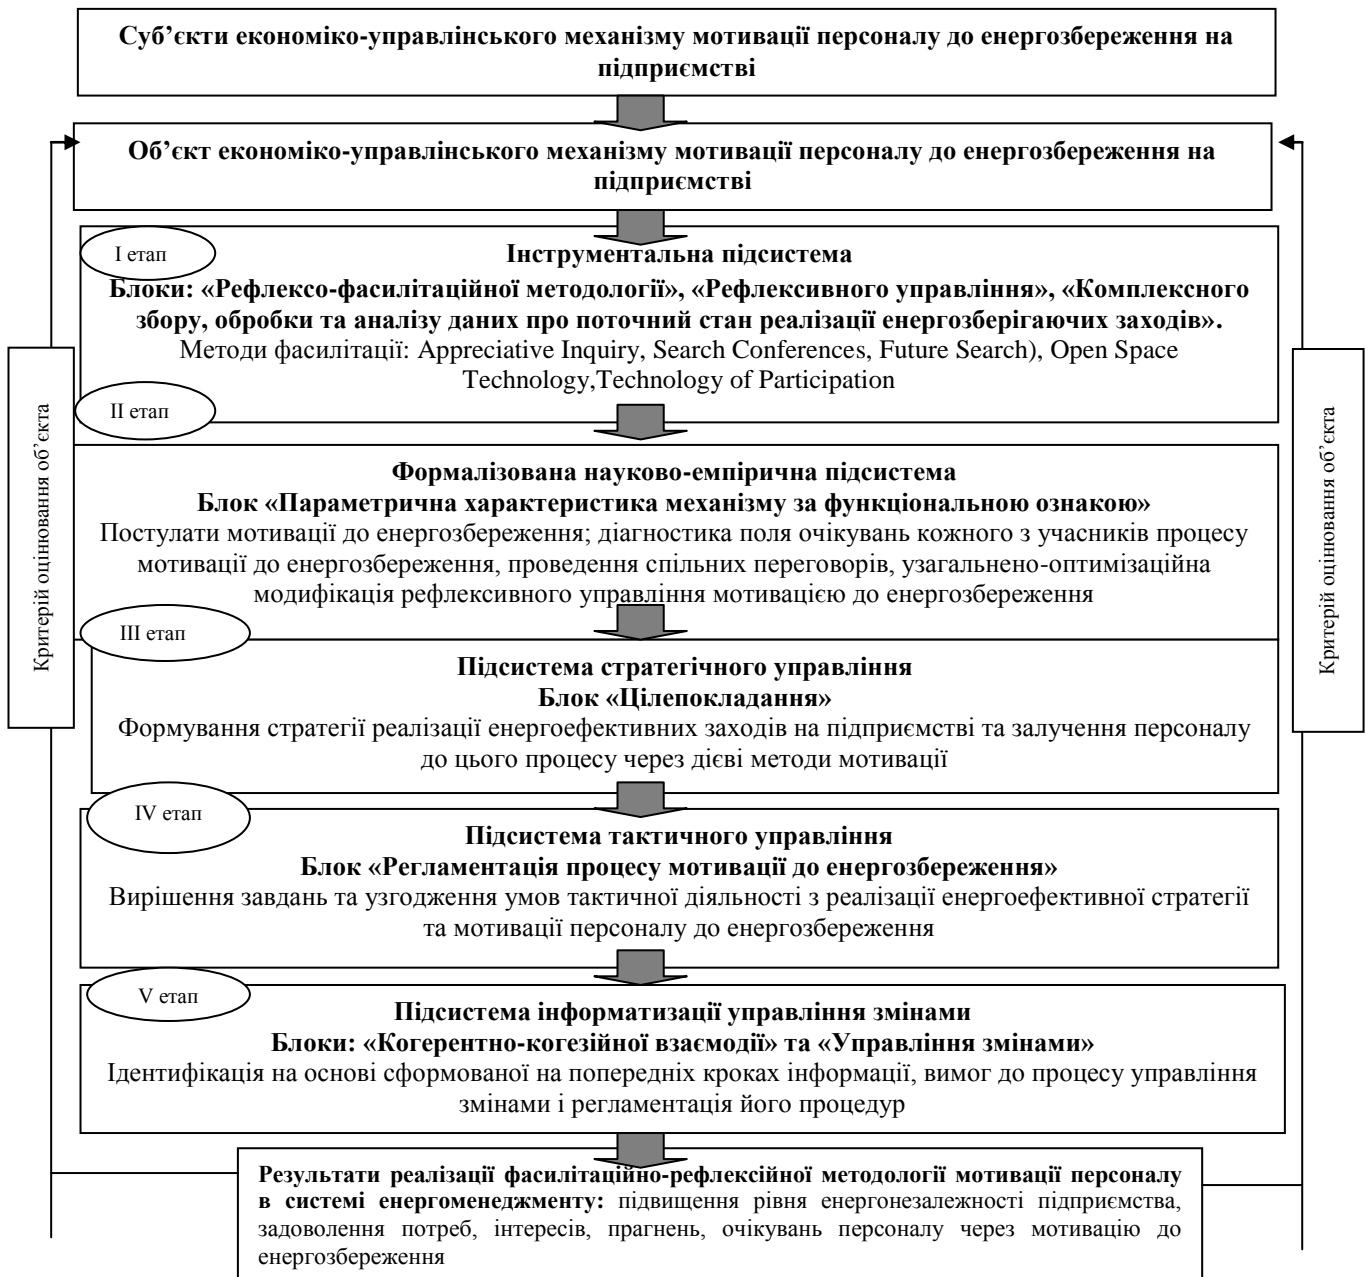 Суб’єкти економіко-управлінського механізму мотивації персоналу до енергозбереження на
підприємстві
Об’єкт економіко-управлінського механізму мотивації персоналу до енергозбереження на
підприємстві
І етап
Інструментальна підсистема
Блоки: «Рефлексо-фасилітаційної методології», «Рефлексивного управління», «Комплексного
збору, обробки та аналізу даних про поточний стан реалізації енергозберігаючих заходів».
Методи фасилітації: Appreciative Inquiry, Search Conferences, Future Search), Open Space
Technology,Technology of Participation
Критерій оцінювання об’єкта
Критерій оцінювання об’єкта
ІІ етап
Формалізована науково-емпірична підсистема
Блок «Параметрична характеристика механізму за функціональною ознакою»
Постулати мотивації до енергозбереження; діагностика поля очікувань кожного з учасників процесу
мотивації до енергозбереження, проведення спільних переговорів, узагальнено-оптимізаційна
модифікація рефлексивного управління мотивацією до енергозбереження
ІІІ етап
Підсистема стратегічного управління
Блок «Цілепокладання»
Формування стратегії реалізації енергоефективних заходів на підприємстві та залучення персоналу
до цього процесу через дієві методи мотивації
IV етап
Підсистема тактичного управління
Блок «Регламентація процесу мотивації до енергозбереження»
Вирішення завдань та узгодження умов тактичної діяльності з реалізації енергоефективної стратегії
та мотивації персоналу до енергозбереження
V етап
Підсистема інформатизації управління змінами
Блоки: «Когерентно-когезійної взаємодії» та «Управління змінами»
Ідентифікація на основі сформованої на попередніх кроках інформації, вимог до процесу управління
змінами і регламентація його процедур
Результати реалізації фасилітаційно-рефлексійної методології мотивації персоналу
в системі енергоменеджменту: підвищення рівня енергонезалежності підприємства,
задоволення потреб, інтересів, прагнень, очікувань персоналу через мотивацію до
енергозбереження